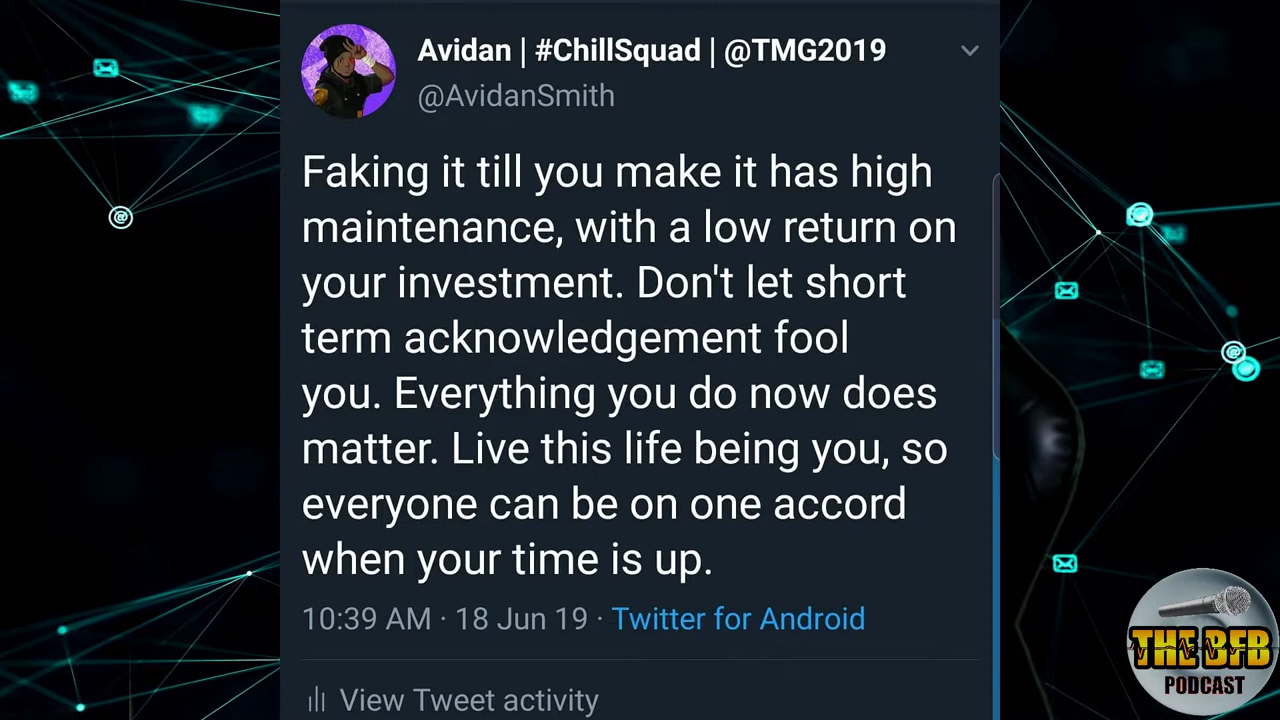 Avidan | #ChillSquad | @TMG2019
@AvidanSmith
Faking it till you make it has high
maintenance, with a low return on
your investment. Don't let short
term acknowledgement fool
you. Everything you do now does
matter. Live this life being you, so
everyone can be on one accord
when your time is up.
10:39 AM · 18 Jun 19 · Twitter for Android
View Tweet activity
THE BFB
PODCAST